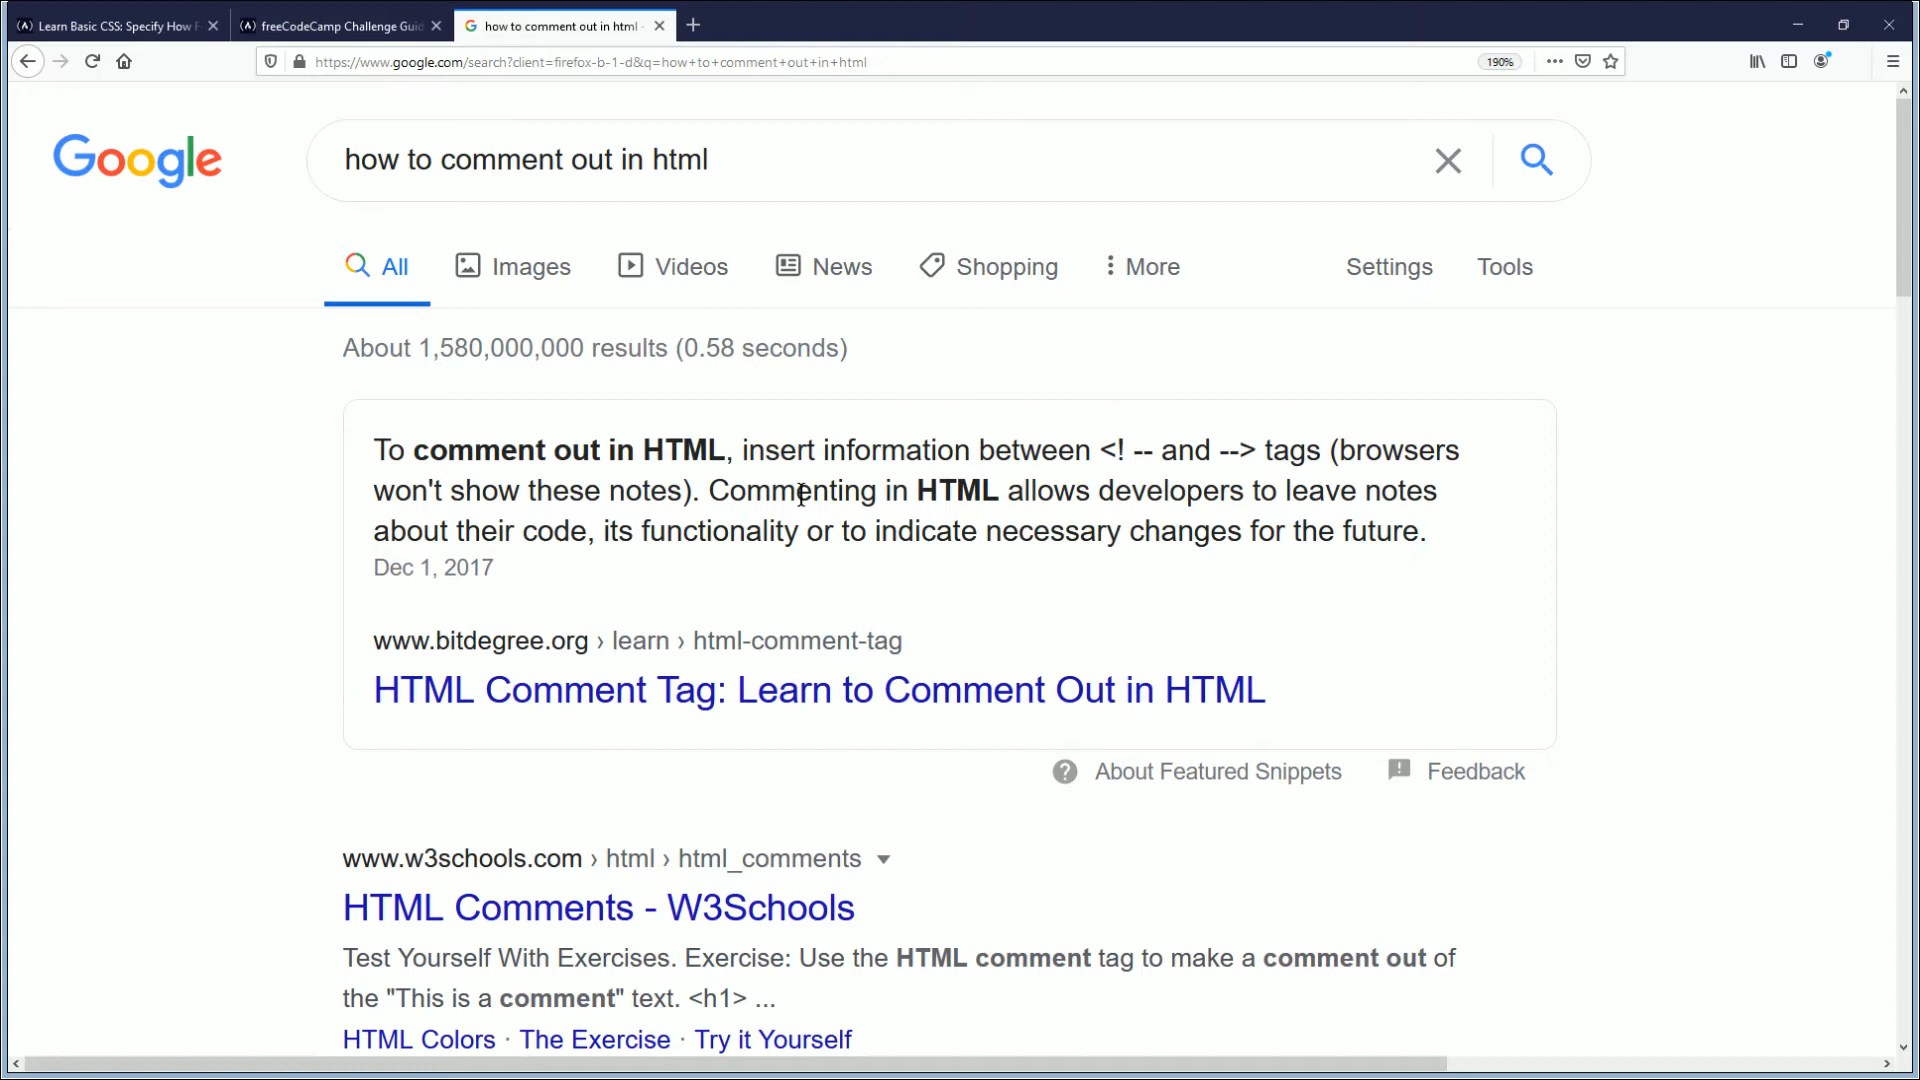 Learn Basic CSS: Specify How F
freeCodeCamp Challenge Guid
how to comment out in html -
https://www.google.com/search?client=firefox-b-1-d&q=how+to+comment+out+in+html
190%
Google
how to comment out in html
All
Images
Videos
News
Shopping
More
Settings
Tools
About 1,580,000,000 results (0.58 seconds)
To comment out in HTML, insert information between <! -- and --> tags (browsers
won't show these notes). Commenting in HTML allows developers to leave notes
about their code, its functionality or to indicate necessary changes for the future.
Dec 1, 2017
www.bitdegree.org › learn › html-comment-tag
HTML Comment Tag: Learn to Comment Out in HTML
About Featured Snippets
Feedback
www.w3schools.com › html › html_comments
HTML Comments - W3Schools
Test Yourself With Exercises. Exercise: Use the HTML comment tag to make a comment out of
the "This is a comment" text. <h1> ...
HTML Colors · The Exercise · Try it Yourself